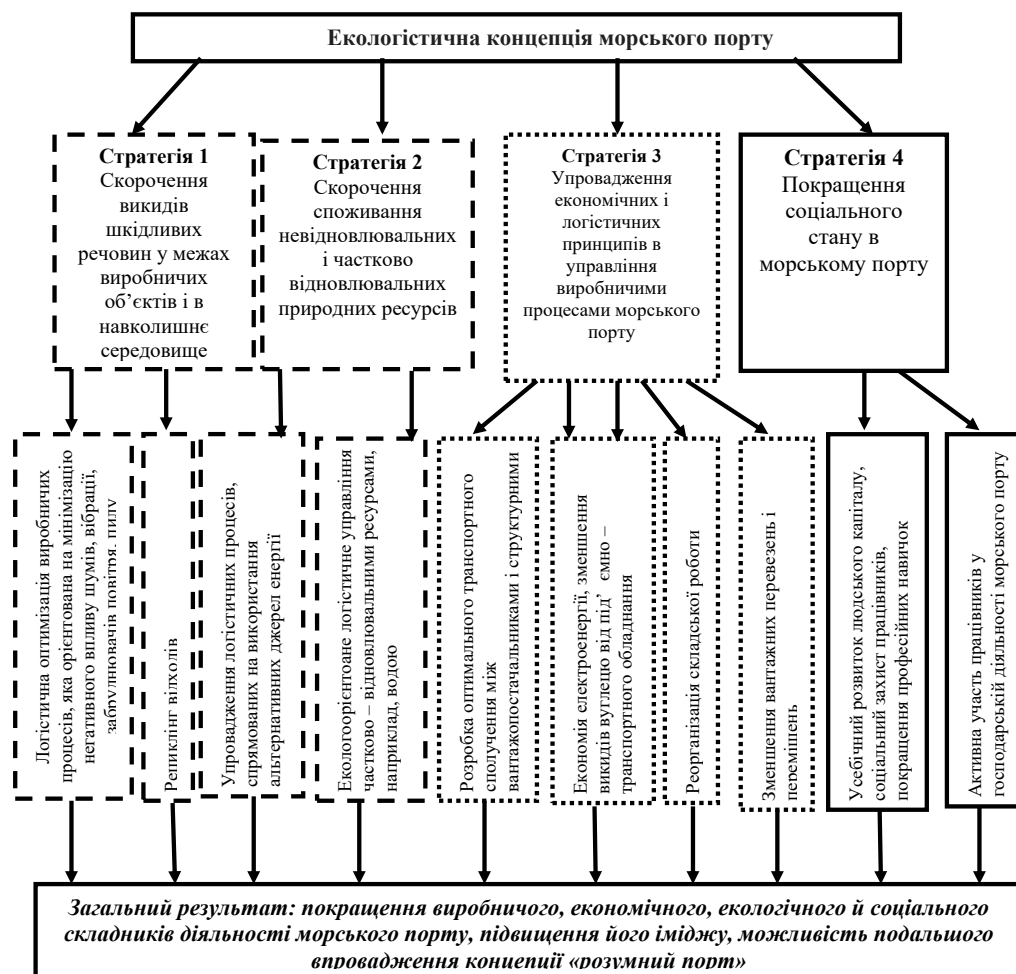 Екологістична концепція морського порту
Стратегія 1
Скорочення
викидів
шкідливих
речовин у межах
виробничих
об’єктів і в
навколишнє
середовище
Стратегія 2
Скорочення
споживання
невідновлювальних
і частково
відновлювальних
природних ресурсів
Стратегія 3
Упровадження
економічних і
логістичних
принципів в
управління
виробничими
процесами морського
порту
Стратегія 4
Покращення
соціального
стану в
морському порту
Логістична оптимізація виробничих
процесів, яка орієнтована на мінімізацію
негативного впливу шумів, вібрації,
забруднювачів повітря, пилу
Рециклінг відходів
Упровадження логістичних процесів,
спрямованих на використання
альтернативних джерел енергії
Екологоорієнтоане логістичне управління
частково – відновлювальними ресурсами,
наприклад, водою
Розробка оптимального транспортного
сполучення між
вантажопостачальниками і структурними
Економія електроенергії, зменшення
викидів вуглецю від під’ ємно –
транспортного обладнання
Реорганізація складської роботи
Зменшення вантажних перевезень і
переміщень
Усебічний розвиток людського капіталу,
соціальний захист працівників,
покращення професійних навичок
Активна участь працівників у
господарській діяльності морського порту
Загальний результат: покращення виробничого, економічного, екологічного й соціального
складників діяльності морського порту, підвищення його іміджу, можливість подальшого
впровадження концепції «розумний порт»